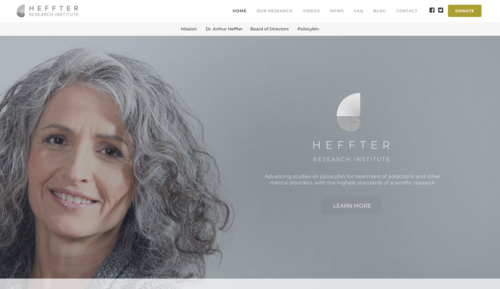 HEFFTER
RESEARCH INSTITUTE
HOME OUR RESEARCH VIDEOS NEWS FAQ BLOG CONTACT DONATE
Mission Dr. Arthur Heffter Board of Directors Psilocybin
HEFFTER
RESEARCH INSTITUTE
Advancing studies on psilocybin for treatment of addictions and other
mental disorders, with the highest standards of scientific research
LEARN MORE